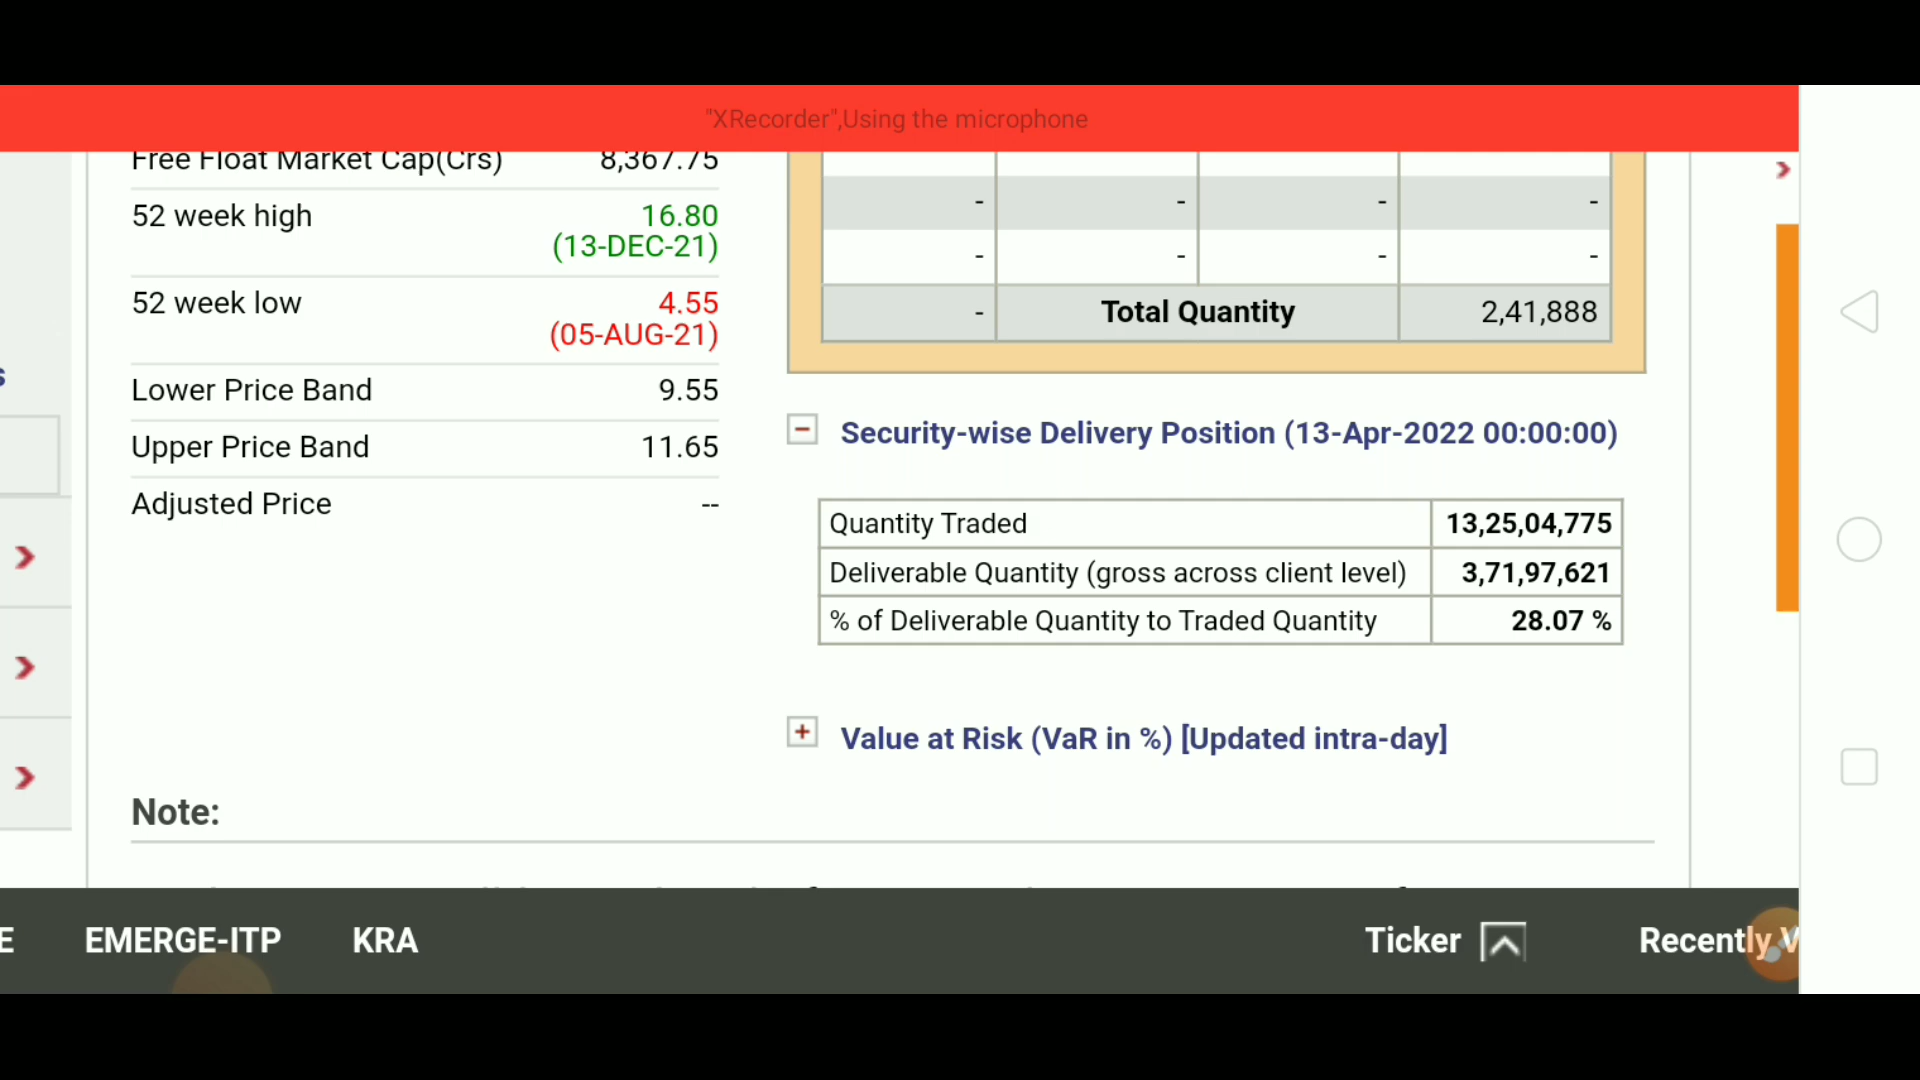 "XRecorder",Using the microphone
Free Float Market Cap(Crs) 8,367.75
52 week high 16.80
(13-DEC-21)
52 week low 4.55
(05-AUG-21)
Lower Price Band 9.55
Upper Price Band 11.65
Adjusted Price --
- - - -
- - - -
- Total Quantity 2,41,888
Security-wise Delivery Position (13-Apr-2022 00:00:00)
Quantity Traded 13,25,04,775
Deliverable Quantity (gross across client level) 3,71,97,621
% of Deliverable Quantity to Traded Quantity 28.07 %
Value at Risk (VaR in %) [Updated intra-day]
Note:
EMERGE-ITP KRA Ticker Recently